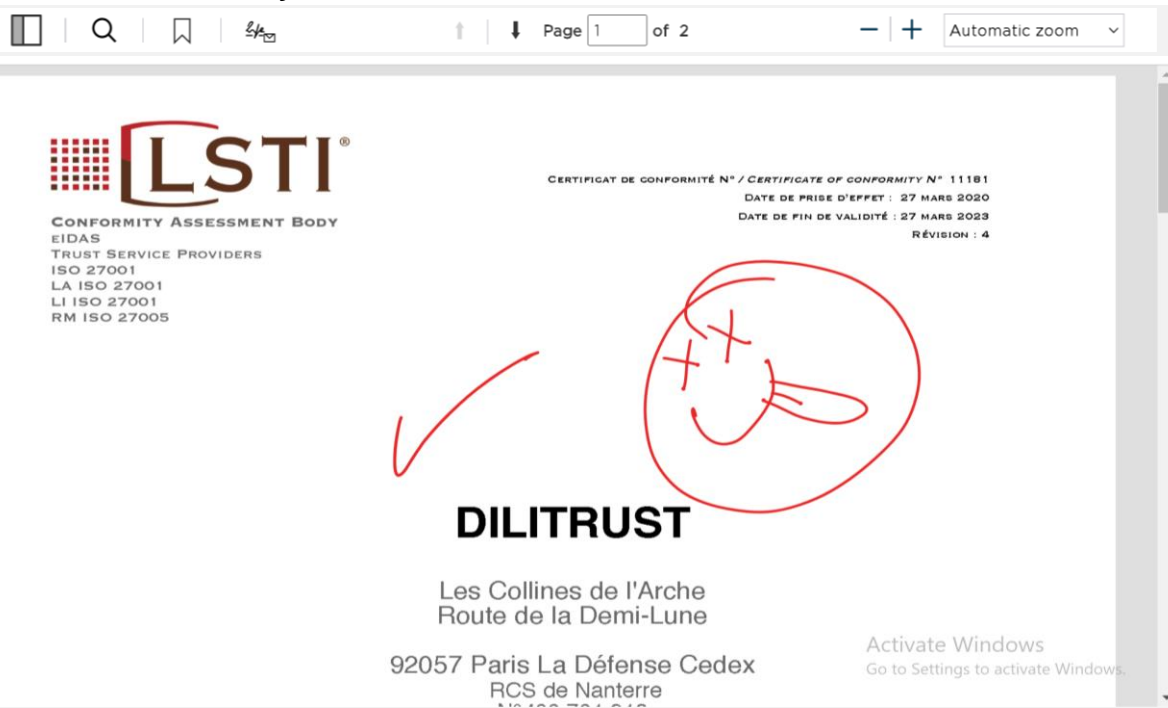 Page 1 of 2
Automatic zoom
LSTI®
CONFORMITY ASSESSMENT BODY
EIDAS
TRUST SERVICE PROVIDERS
ISO 27001
LA ISO 27001
LI ISO 27001
RM ISO 27005
CERTIFICAT DE CONFORMITÉ N° / CERTIFICATE OF CONFORMITY N° 11181
DATE DE PRISE D'EFFET : 27 MARS 2020
DATE DE FIN DE VALIDITÉ : 27 MARS 2023
RÉVISION : 4
DILITRUST
Les Collines de l'Arche
Route de la Demi-Lune
92057 Paris La Défense Cedex
RCS de Nanterre
Activate Windows
Go to Settings to activate Windows.